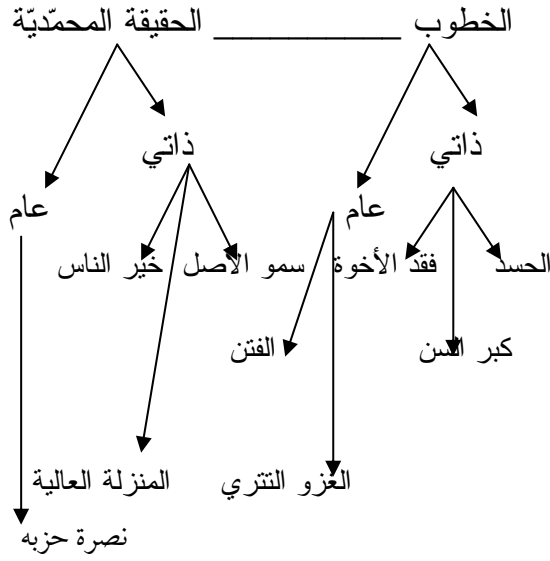 الخطوب ــــــــــــــــ الحقيقة المحمّديّة
ذاتي ذاتي
عام عام
الحسد فقد الأخوة سمو الأصل خير الناس
كبر السن الفتن
الغزو التتري المنزلة العالية
نصرة حزبه